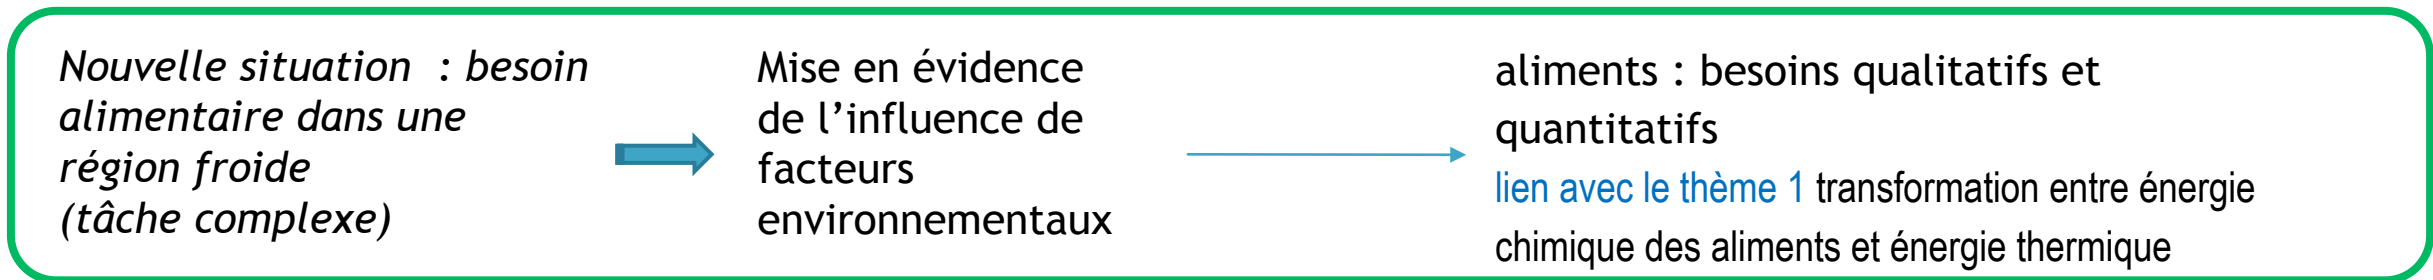 Nouvelle situation : besoin
alimentaire dans une
région froide
(tâche complexe)
Mise en évidence
de l’influence de
facteurs
environnementaux
aliments : besoins qualitatifs et
quantitatifs
lien avec le thème 1 transformation entre énergie
chimique des aliments et énergie thermique